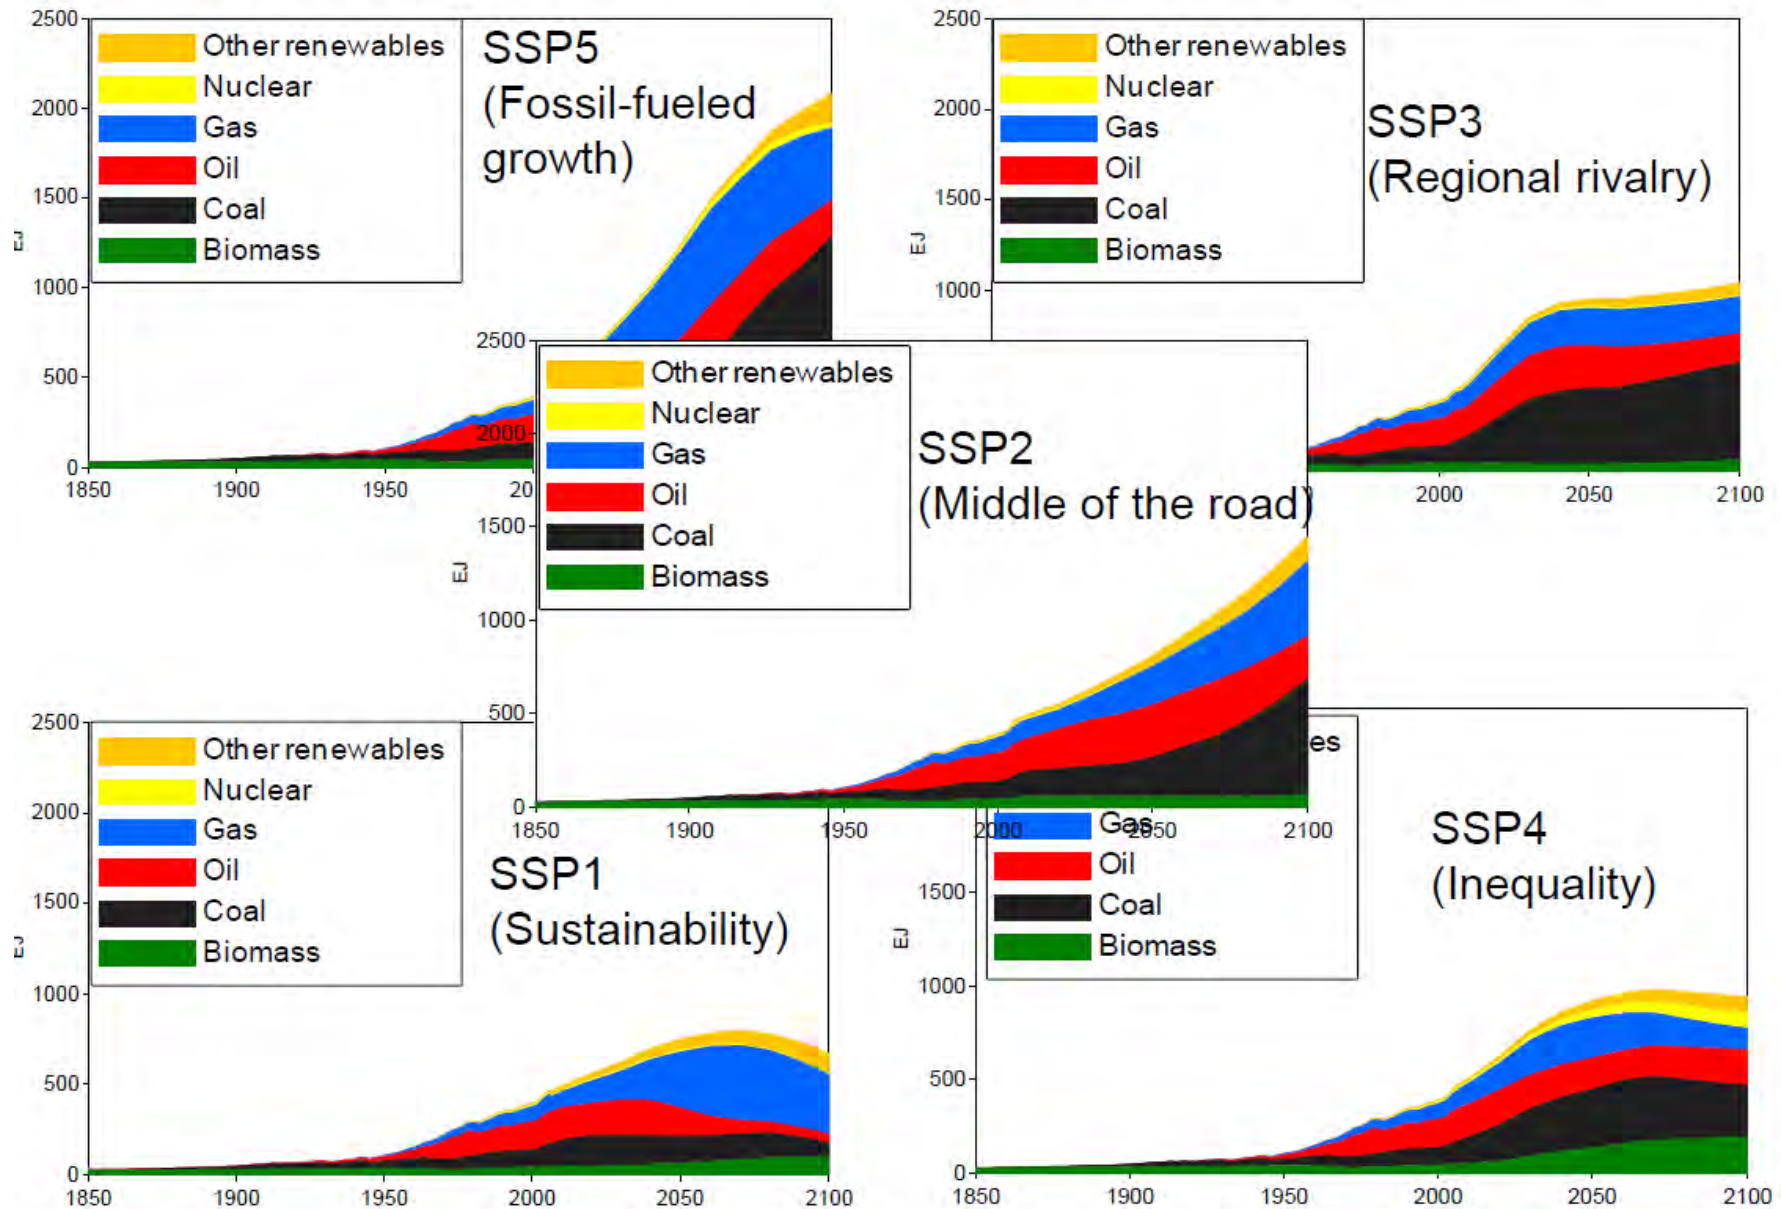 2500
2000
1500
1000
500
0
EJ
1850
1900
1950
20
Other renewables
Nuclear
Gas
Oil
Coal
Biomass
SSP5
(Fossil-fueled
growth)
2500
2000
1500
1000
EJ
2000
2050
2100
Other renewables
Nuclear
Gas
Oil
Coal
Biomass
SSP3
(Regional rivalry)
2500
2000
1500
1000
500
0
EJ
1850
1900
1950
2000
2050
2100
Other renewables
Nuclear
Gas
Oil
Coal
Biomass
SSP2
(Middle of the road)
2500
2000
1500
1000
500
0
EJ
1850
1900
1950
2000
2050
2100
Other renewables
Nuclear
Gas
Oil
Coal
Biomass
SSP1
(Sustainability)
1500
1000
500
0
EJ
1850
1900
1950
2000
2050
2100
es
Gas
Oil
Coal
Biomass
SSP4
(Inequality)